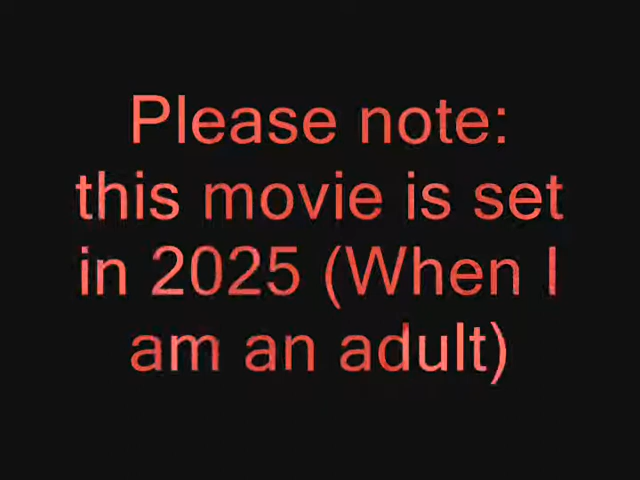 Please note:
this movie is set
in 2025 (When I
am an adult)